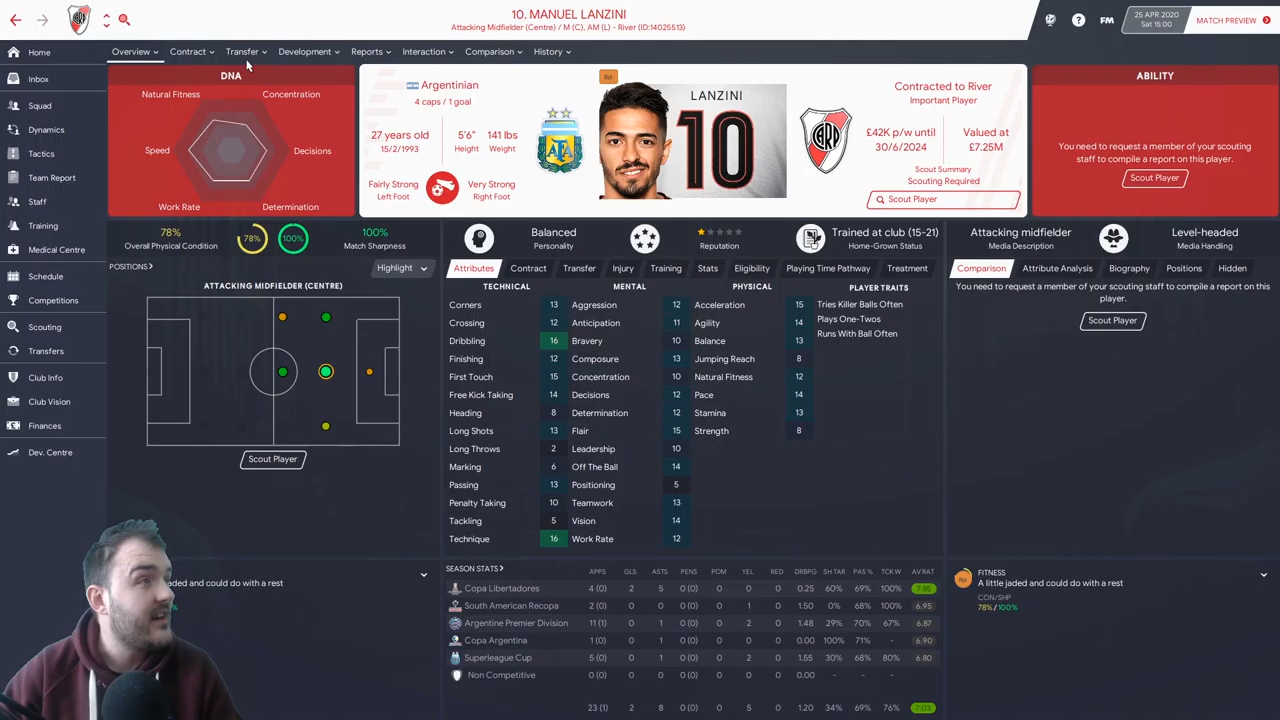 10. MANUEL LANZINI
Attacking Midfielder (Centre) / M (C), AM (L) - River (ID:14025513)
FM
25 APR 2020
Sat 15:00
MATCH PREVIEW
Overview Contract Transfer Development Reports Interaction Comparison History
Home
Inbox
Squad
Dynamics
Tactics
Team Report
Staff
Training
Medical Centre
Schedule
Competitions
Scouting
Transfers
Club Info
Club Vision
Finances
Dev. Centre
DNA
Natural Fitness Concentration
Speed Decisions
Work Rate Determination
Argentinian
4 caps / 1 goal
27 years old 5'6" 141 lbs
15/2/1993 Height Weight
Fairly Strong Very Strong
Left Foot Right Foot
AFA
Rst
LANZINI
10
Contracted to River
Important Player
£42K p/w until Valued at
30/6/2024 £7.25M
Scout Summary
Scouting Required
Scout Player
ABILITY
You need to request a member of your scouting
staff to compile a report on this player.
Scout Player
78% 78% 100% 100%
Overall Physical Condition Match Sharpness
Balanced
Personality
Reputation
Trained at club (15-21)
Home-Grown Status
Attacking midfielder
Media Description
Level-headed
Media Handling
POSITIONS
Highlight
ATTACKING MIDFIELDER (CENTRE)
Scout Player
Attributes Contract Transfer Injury Training Stats Eligibility Playing Time Pathway Treatment
TECHNICAL MENTAL PHYSICAL PLAYER TRAITS
Corners 13 Aggression 12 Acceleration 15 Tries Killer Balls Often
Crossing 12 Anticipation 11 Agility 14 Plays One-Twos
Dribbling 16 Bravery 10 Balance 13 Runs With Ball Often
Finishing 12 Composure 13 Jumping Reach 8
First Touch 15 Concentration 10 Natural Fitness 12
Free Kick Taking 14 Decisions 12 Pace 14
Heading 8 Determination 12 Stamina 13
Long Shots 13 Flair 15 Strength 8
Long Throws 2 Leadership 10
Marking 6 Off The Ball 14
Passing 13 Positioning 5
Penalty Taking 10 Teamwork 13
Tackling 5 Vision 14
Technique 16 Work Rate 12
Comparison Attribute Analysis Biography Positions Hidden
You need to request a member of your scouting staff to compile a report on this
player.
Scout Player
jaded and could do with a rest
SEASON STATS APPS GLS ASTS PENS POM YEL RED DRBPG SH TAR PAS % TCK W AV RAT
Copa Libertadores 4 (0) 2 5 0 (0) 0 0 0 0.25 60% 69% 100% 7.85
South American Recopa 2 (0) 0 0 0 (0) 0 1 0 1.50 0% 68% 100% 6.95
Argentine Premier Division 11 (1) 0 1 0 (0) 0 2 0 1.48 29% 70% 67% 6.87
Copa Argentina 1 (0) 0 1 0 (0) 0 0 0 0.00 100% 71% - 6.90
Superleague Cup 5 (0) 0 1 0 (0) 0 2 0 1.55 30% 68% 80% 6.80
Non Competitive 0 (0) 0 0 0 (0) 0 0 0 0.00 - - -
23 (1) 2 8 0 (0) 0 5 0 1.20 34% 69% 76% 7.03
Rst
FITNESS
A little jaded and could do with a rest
CON/SHP
78% / 100%